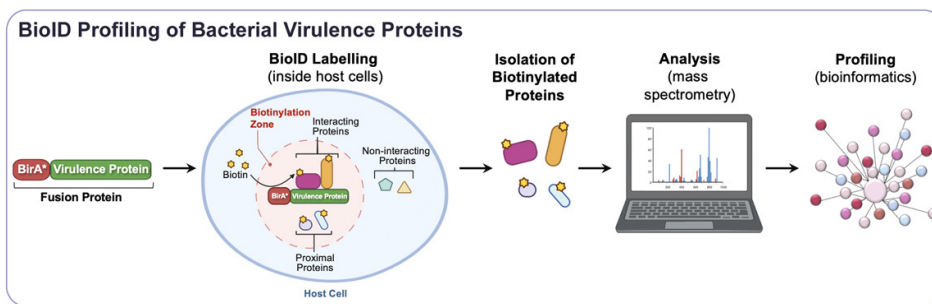 BioID Profiling of Bacterial Virulence Proteins
BioID Labelling
(inside host cells)
Isolation of
Biotinylated
Proteins
Analysis
(mass
spectrometry)
Profiling
(bioinformatics)
Biotinylation
Zone
Interacting
Proteins
Non-interacting
Proteins
Biotin
BirA* Virulence Protein
Fusion Protein
BirA* Virulence Protein
Proximal
Proteins
Host Cell